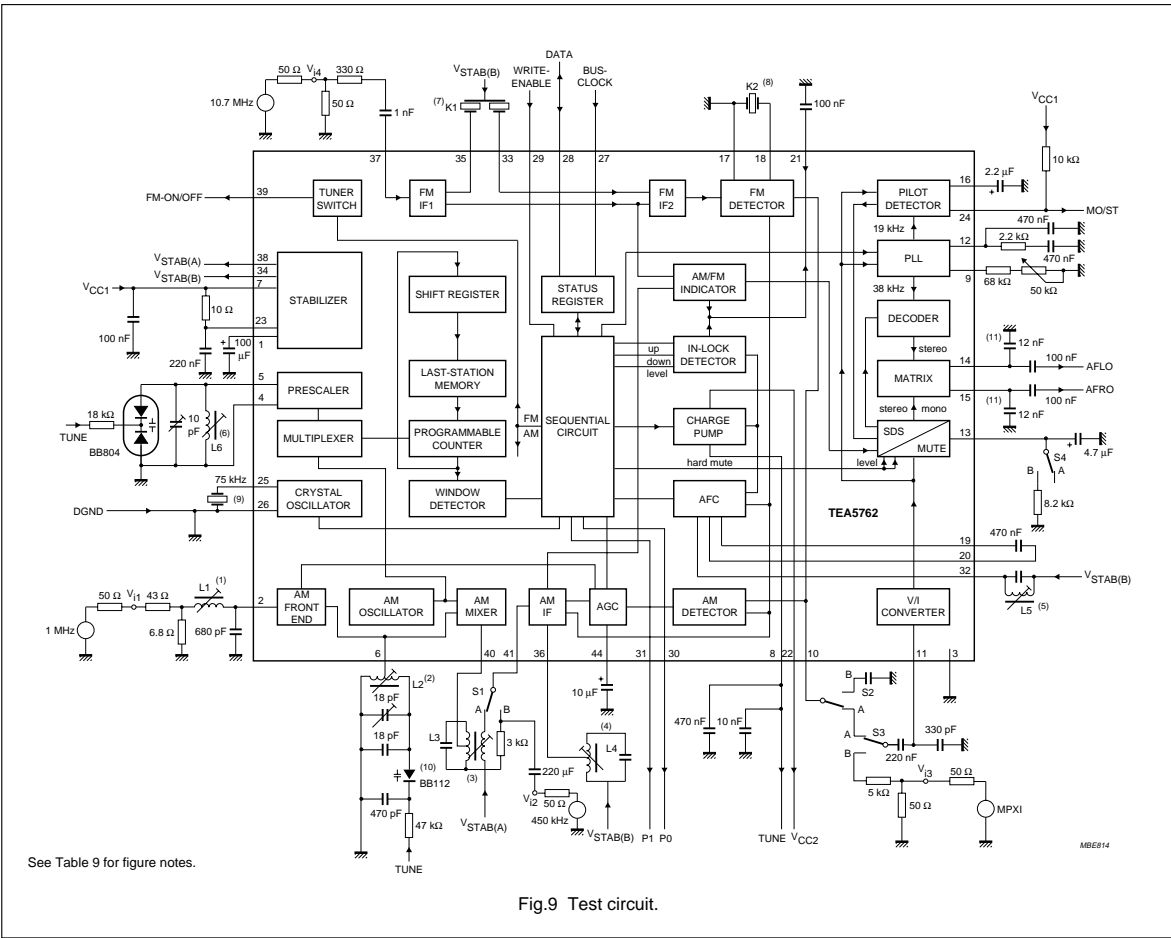 DATA
50 Ω
Vi4
330 Ω
VSTAB(B)
WRITE-
ENABLE
BUS-
CLOCK
K2 (8)
10.7 MHz
50 Ω
1 nF
(7) K1
100 nF
VCC1
10 kΩ
37
35
33
29
28
27
17
18
21
2.2 μF
+
39
FM-ON/OFF
TUNER
SWITCH
FM
IF1
FM
IF2
FM
DETECTOR
PILOT
DETECTOR
16
24
MO/ST
19 kHz
470 nF
VSTAB(A)
38
VSTAB(B)
34
VCC1
7
STABILIZER
SHIFT REGISTER
STATUS
REGISTER
AM/FM
INDICATOR
PLL
12
2.2 kΩ
470 nF
9
68 kΩ
50 kΩ
38 kHz
10 Ω
23
1
100 nF
220 nF
+
100
μF
LAST-STATION
MEMORY
SEQUENTIAL
CIRCUIT
up
down
level
IN-LOCK
DETECTOR
DECODER
stereo
(11)
12 nF
100 nF
14
AFLO
MATRIX
15
100 nF
AFRO
(11)
12 nF
5
PRESCALER
4
18 kΩ
TUNE
BB804
10
pF
(6)
L6
MULTIPLEXER
PROGRAMMABLE
COUNTER
FM
AM
CHARGE
PUMP
stereo
mono
SDS
MUTE
13
+
4.7 μF
S4
B
A
8.2 kΩ
hard mute
level
75 kHz
25
(9)
26
DGND
CRYSTAL
OSCILLATOR
WINDOW
DETECTOR
AFC
TEA5762
470 nF
19
20
32
VSTAB(B)
L5
(5)
50 Ω
Vi1
43 Ω
L1 (1)
2
1 MHz
6.8 Ω
680 pF
AM
FRONT
END
AM
OSCILLATOR
AM
MIXER
AM
IF
AGC
AM
DETECTOR
V/I
CONVERTER
6
40
41
36
44
31
30
8
22
10
11
3
L2 (2)
18 pF
18 pF
(10)
BB112
470 pF
47 kΩ
TUNE
S1
A
B
L3
(3)
3 kΩ
VSTAB(A)
220 μF
Vi2
50 Ω
450 kHz
+
10 μF
(4)
L4
VSTAB(B)
P1
P0
470 nF
10 nF
TUNE
VCC2
B
S2
A
A
S3
B
220 nF
330 pF
5 kΩ
Vi3
50 Ω
50 Ω
MPXI
MBE814
See Table 9 for figure notes.
Fig.9 Test circuit.